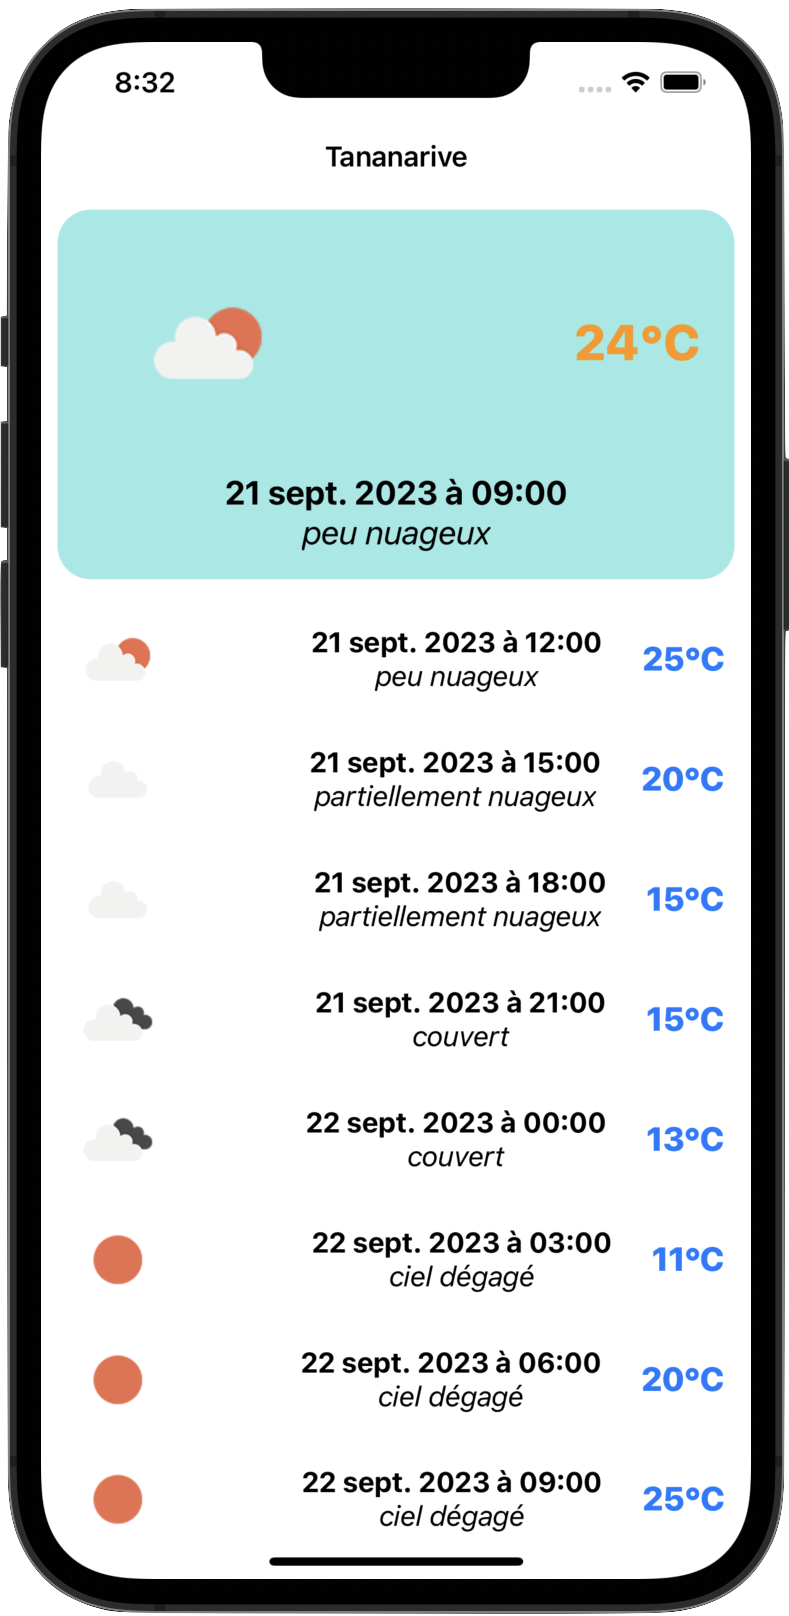 8:32
Tananarive
24°C
21 sept. 2023 à 09:00
peu nuageux
21 sept. 2023 à 12:00
peu nuageux
25°C
21 sept. 2023 à 15:00
partiellement nuageux
20°C
21 sept. 2023 à 18:00
partiellement nuageux
15°C
21 sept. 2023 à 21:00
couvert
15°C
22 sept. 2023 à 00:00
couvert
13°C
22 sept. 2023 à 03:00
ciel dégagé
11°C
22 sept. 2023 à 06:00
ciel dégagé
20°C
22 sept. 2023 à 09:00
ciel dégagé
25°C